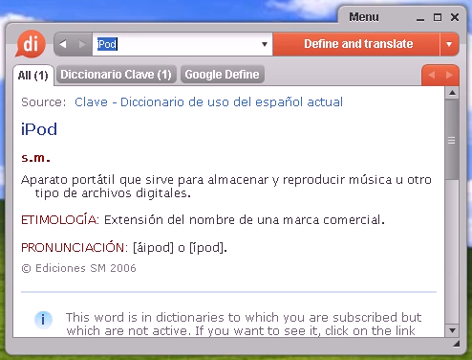 Menu
di
iPod
Define and translate
All (1)
Diccionario Clave (1)
Google Define
Source: Clave - Diccionario de uso del español actual
iPod
s.m.
Aparato portátil que sirve para almacenar y reproducir música u otro
tipo de archivos digitales.
ETIMOLOGÍA: Extensión del nombre de una marca comercial.
PRONUNCIACIÓN: [áipod] o [ípod].
© Ediciones SM 2006
i
This word is in dictionaries to which you are subscribed but
which are not active. If you want to see it, click on the link